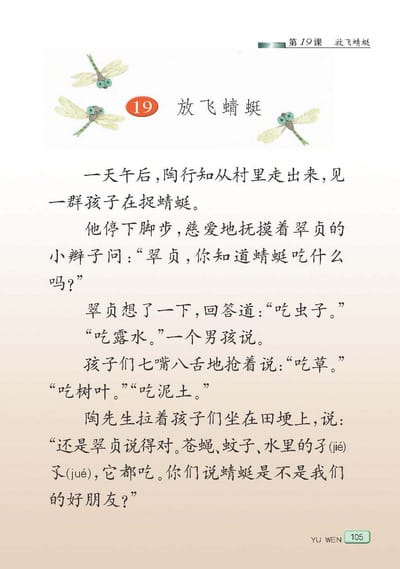 第19课 放飞蜻蜓
19 放飞蜻蜓
一天午后，陶行知从村里走出来，见
一群孩子在捉蜻蜓。
他停下脚步，慈爱地抚摸着翠贞的
小辫子问：“翠贞，你知道蜻蜓吃什么
吗？”
翠贞想了一下，回答道：“吃虫子。”
“吃露水。”一个男孩说。
孩子们七嘴八舌地抢着说：“吃草。”
“吃树叶。”“吃泥土。”
陶先生拉着孩子们坐在田埂上，说：
“还是翠贞说得对。苍蝇、蚊子、水里的孑(jié)
孓(jué)，它都吃。你们说蜻蜓是不是我们
的好朋友？”
YU WEN 105